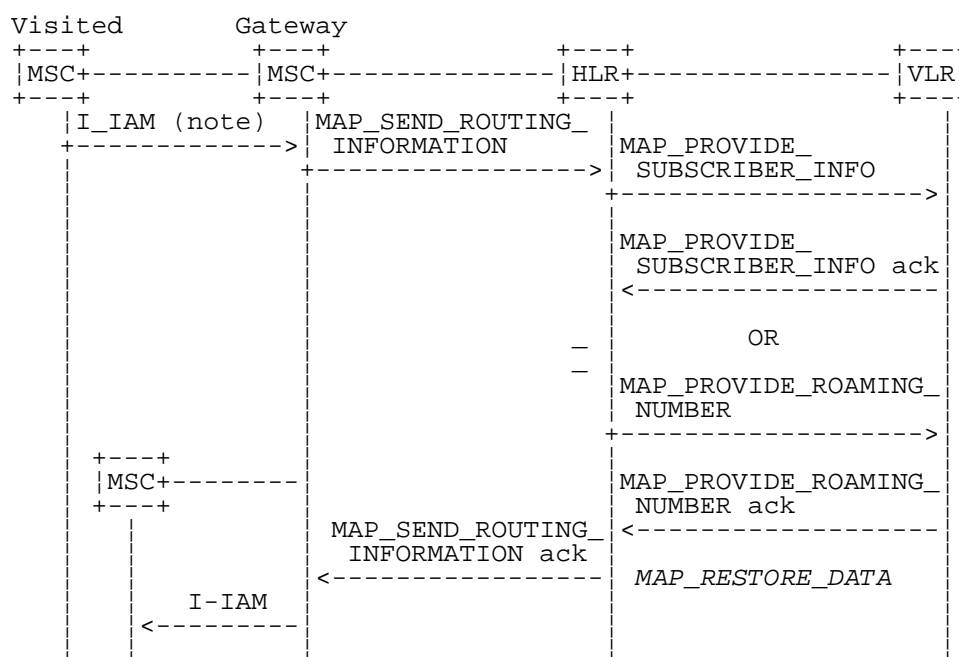 Visited Gateway
MSC MSC HLR VLR
I_IAM (note) MAP_SEND_ROUTING_
INFORMATION MAP_PROVIDE_
SUBSCRIBER_INFO
MAP_PROVIDE_
SUBSCRIBER_INFO ack
OR
MAP_PROVIDE_ROAMING_
NUMBER
MSC MAP_PROVIDE_ROAMING_
NUMBER ack
MAP_SEND_ROUTING_
INFORMATION ack
MAP_RESTORE_DATA
I-IAM